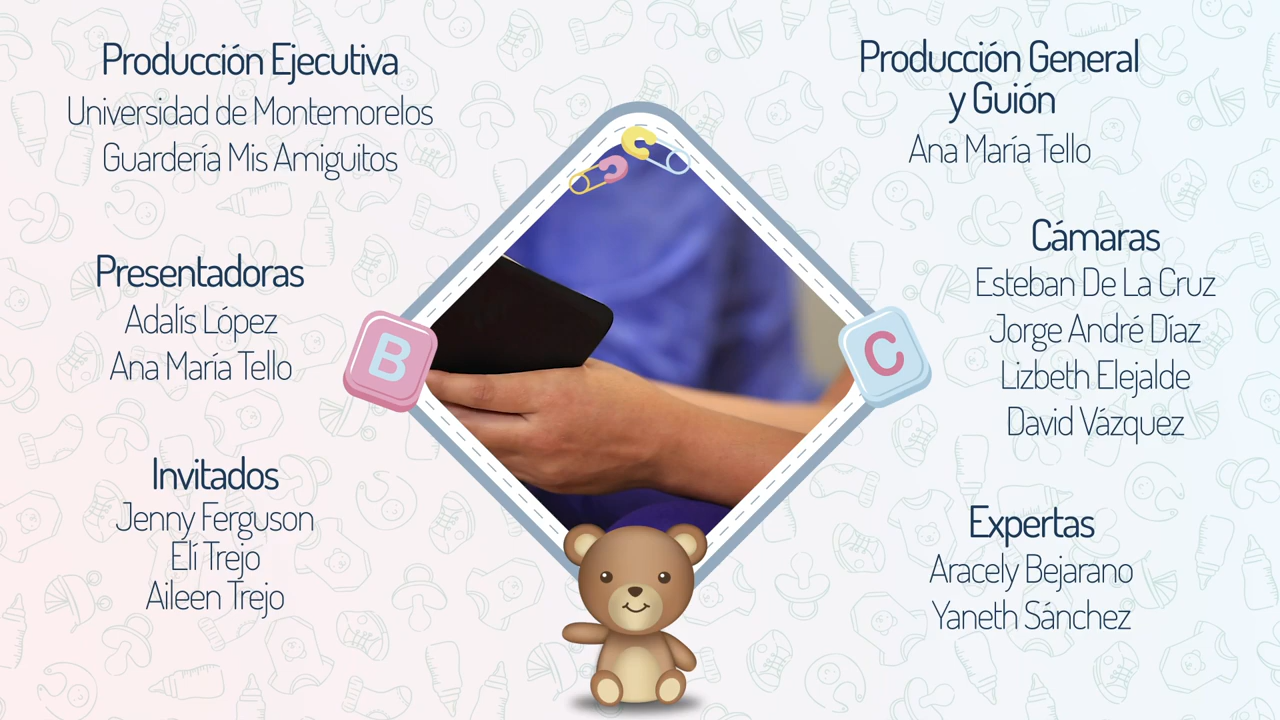 Producción Ejecutiva
Universidad de Montemorelos
Guardería Mis Amiguitos
Presentadoras
Adalís López
Ana María Tello
Invitados
Jenny Ferguson
Elí Trejo
Aileen Trejo
B
C
Producción General
y Guión
Ana María Tello
Cámaras
Esteban De La Cruz
Jorge André Díaz
Lizbeth Elejalde
David Vázquez
Expertas
Aracely Bejarano
Yaneth Sánchez